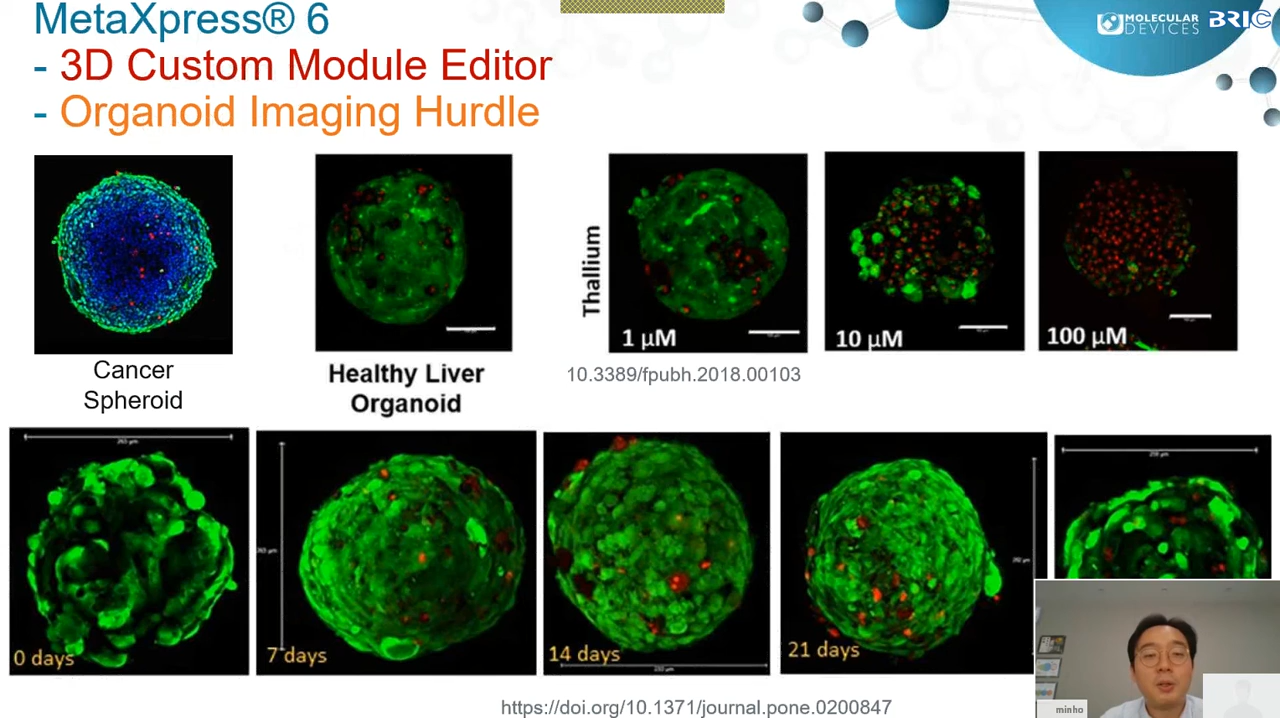 MetaXpress® 6
- 3D Custom Module Editor
- Organoid Imaging Hurdle
MOLECULAR
DEVICES
BRIC
Thallium
1 μM
10 μM
100 μM
Cancer
Spheroid
Healthy Liver
Organoid
10.3389/fpubh.2018.00103
0 days
7 days
14 days
21 days
https://doi.org/10.1371/journal.pone.0200847
minho